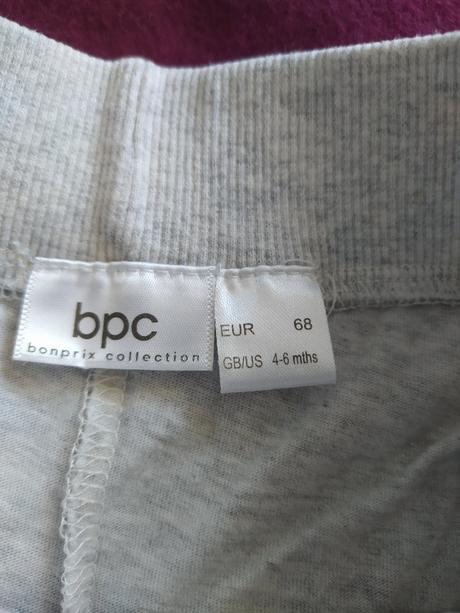 bpc
bonprix collection
EUR 68
GB/US 4-6 mths